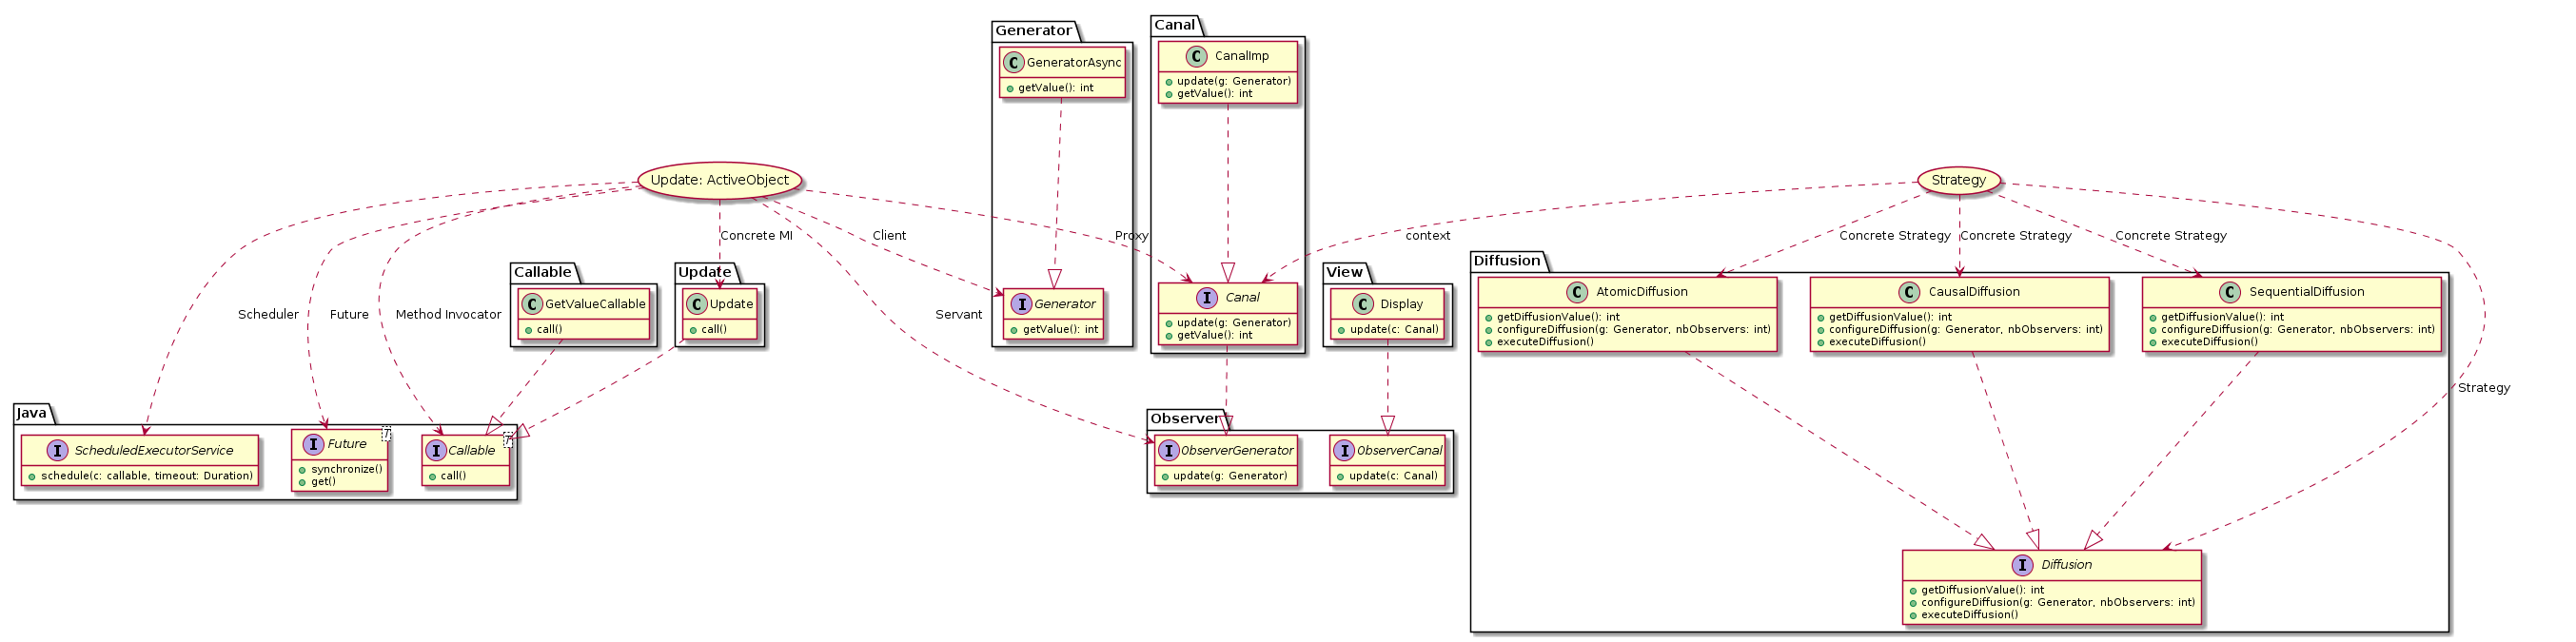 Generator
C GeneratorAsync
getValue(): int
Canal
C CanalImp
update(g: Generator)
getValue(): int
Update: ActiveObject
Strategy
Concrete MI
Client
Proxy
context
Concrete Strategy
Concrete Strategy
Concrete Strategy
Scheduler
Future
Method Invocator
Servant
Callable
C GetValueCallable
call()
Update
C Update
call()
I Generator
getValue(): int
I Canal
update(g: Generator)
getValue(): int
View
C Display
update(c: Canal)
Diffusion
C AtomicDiffusion
getDiffusionValue(): int
configureDiffusion(g: Generator, nbObservers: int)
executeDiffusion()
C CausalDiffusion
getDiffusionValue(): int
configureDiffusion(g: Generator, nbObservers: int)
executeDiffusion()
C SequentialDiffusion
getDiffusionValue(): int
configureDiffusion(g: Generator, nbObservers: int)
executeDiffusion()
Strategy
Java
I ScheduledExecutorService
schedule(c: callable, timeout: Duration)
I Future T
synchronize()
get()
I Callable T
call()
Observer
I ObserverGenerator
update(g: Generator)
I ObserverCanal
update(c: Canal)
I Diffusion
getDiffusionValue(): int
configureDiffusion(g: Generator, nbObservers: int)
executeDiffusion()